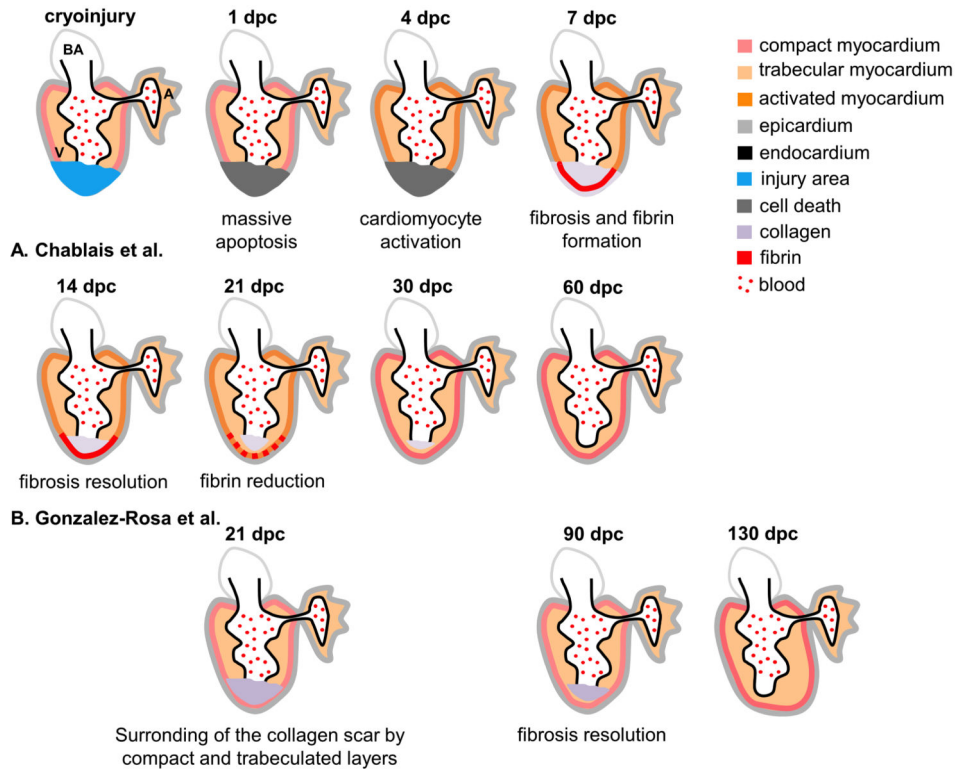 cryoinjury
1 dpc
4 dpc
7 dpc
BA
A
V
compact myocardium
trabecular myocardium
activated myocardium
epicardium
endocardium
injury area
cell death
collagen
fibrin
blood
massive
apoptosis
cardiomyocyte
activation
fibrosis and fibrin
formation
A. Chablais et al.
14 dpc
21 dpc
30 dpc
60 dpc
fibrosis resolution
fibrin reduction
B. Gonzalez-Rosa et al.
21 dpc
90 dpc
130 dpc
Surronding of the collagen scar by
compact and trabeculated layers
fibrosis resolution